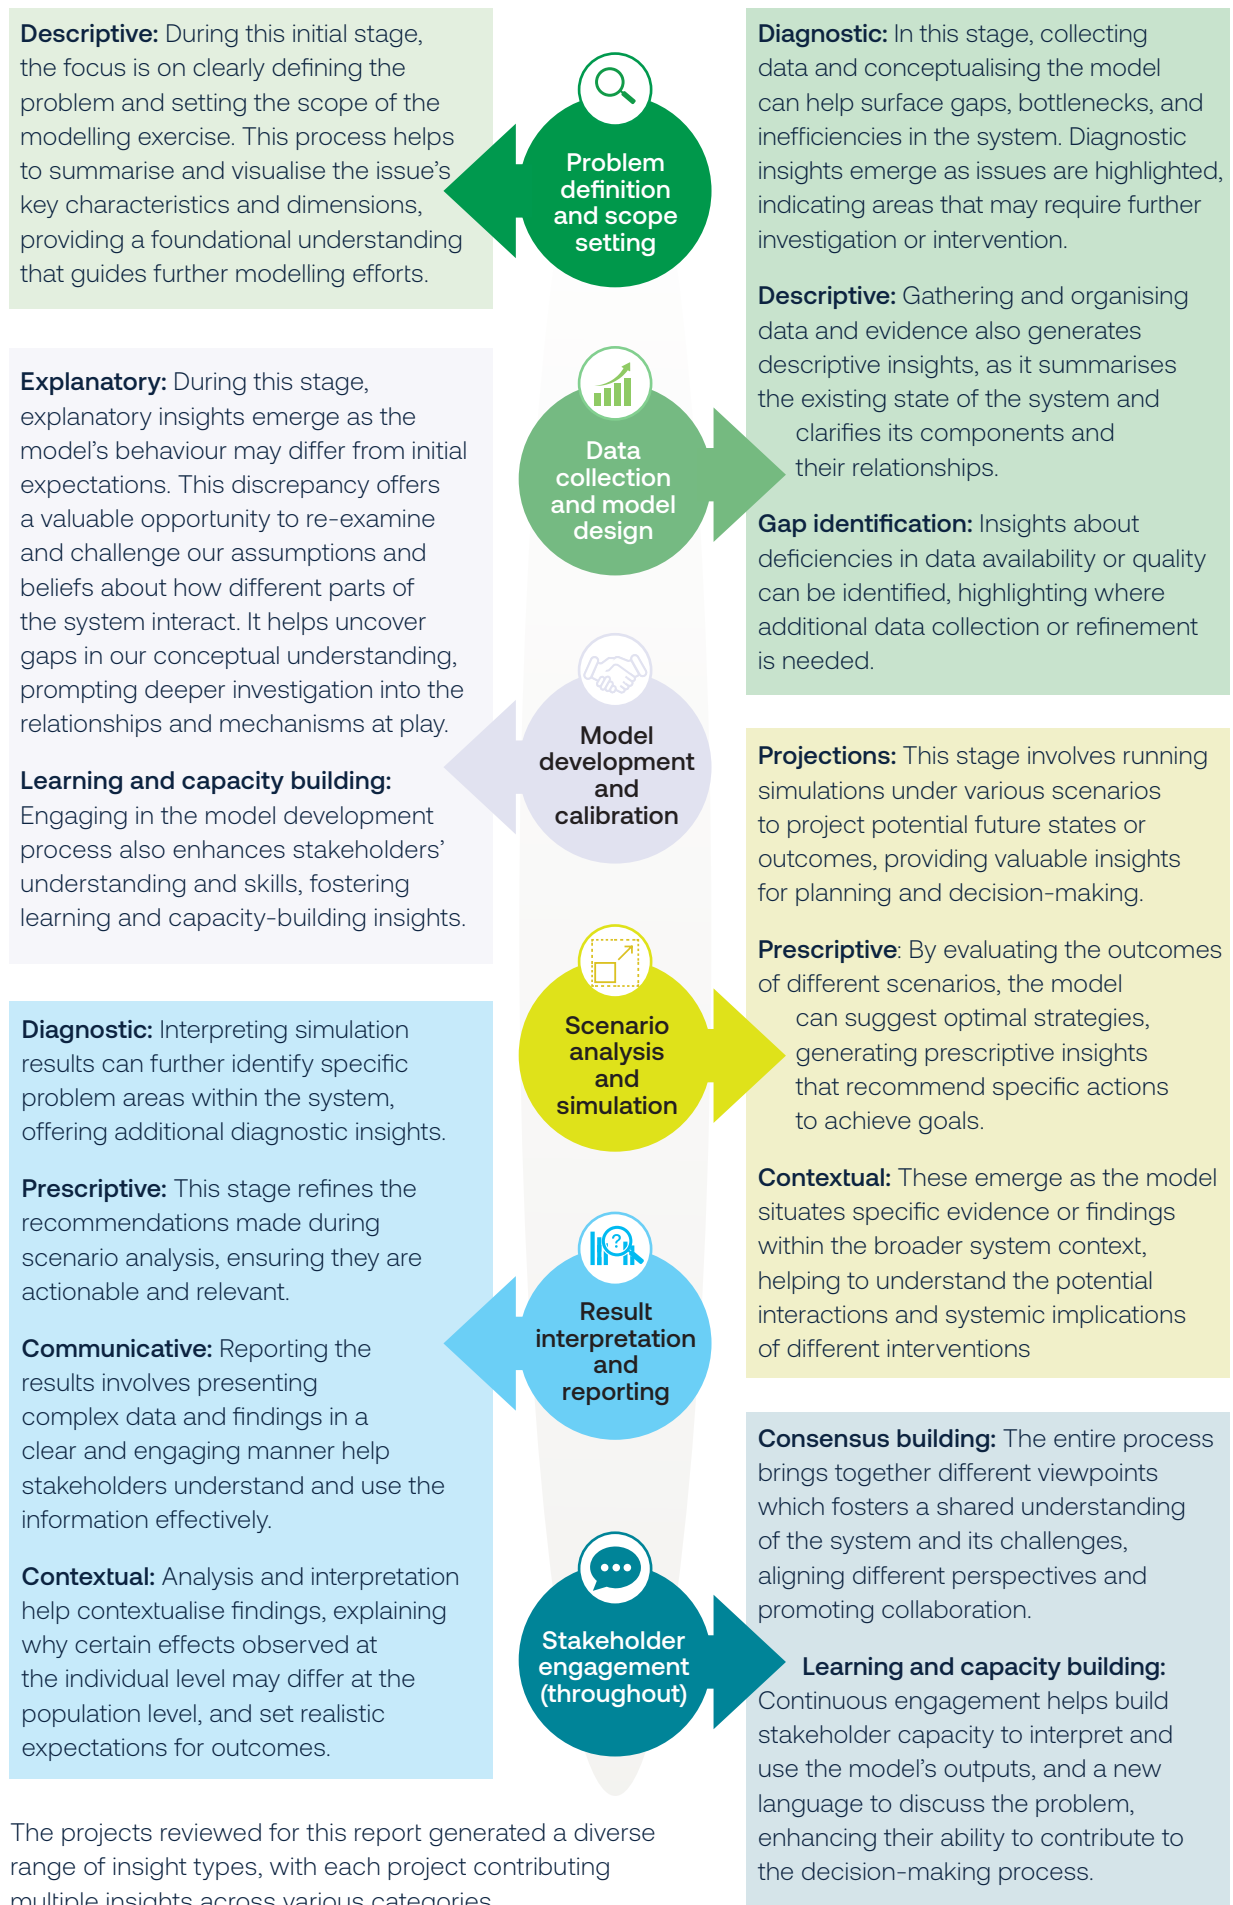 Descriptive: During this initial stage,
the focus is on clearly defining the
problem and setting the scope of the
modelling exercise. This process helps
to summarise and visualise the issue’s
key characteristics and dimensions,
providing a foundational understanding
that guides further modelling efforts.
Problem
definition
and scope
setting
Diagnostic: In this stage, collecting
data and conceptualising the model
can help surface gaps, bottlenecks, and
inefficiencies in the system. Diagnostic
insights emerge as issues are highlighted,
indicating areas that may require further
investigation or intervention.
Descriptive: Gathering and organising
data and evidence also generates
descriptive insights, as it summarises
the existing state of the system and
clarifies its components and
their relationships.
Gap identification: Insights about
deficiencies in data availability or quality
can be identified, highlighting where
additional data collection or refinement
is needed.
Data
collection
and model
design
Explanatory: During this stage,
explanatory insights emerge as the
model’s behaviour may differ from initial
expectations. This discrepancy offers
a valuable opportunity to re-examine
and challenge our assumptions and
beliefs about how different parts of
the system interact. It helps uncover
gaps in our conceptual understanding,
prompting deeper investigation into the
relationships and mechanisms at play.
Learning and capacity building:
Engaging in the model development
process also enhances stakeholders’
understanding and skills, fostering
learning and capacity-building insights.
Model
development
and
calibration
Projections: This stage involves running
simulations under various scenarios
to project potential future states or
outcomes, providing valuable insights
for planning and decision-making.
Prescriptive: By evaluating the outcomes
of different scenarios, the model
can suggest optimal strategies,
generating prescriptive insights
that recommend specific actions
to achieve goals.
Contextual: These emerge as the model
situates specific evidence or findings
within the broader system context,
helping to understand the potential
interactions and systemic implications
of different interventions
Scenario
analysis
and
simulation
Diagnostic: Interpreting simulation
results can further identify specific
problem areas within the system,
offering additional diagnostic insights.
Prescriptive: This stage refines the
recommendations made during
scenario analysis, ensuring they are
actionable and relevant.
Communicative: Reporting the
results involves presenting
complex data and findings in a
clear and engaging manner help
stakeholders understand and use the
information effectively.
Contextual: Analysis and interpretation
help contextualise findings, explaining
why certain effects observed at
the individual level may differ at the
population level, and set realistic
expectations for outcomes.
?
Result
interpretation
and
reporting
Consensus building: The entire process
brings together different viewpoints
which fosters a shared understanding
of the system and its challenges,
aligning different perspectives and
promoting collaboration.
Learning and capacity building:
Continuous engagement helps build
stakeholder capacity to interpret and
use the model’s outputs, and a new
language to discuss the problem,
enhancing their ability to contribute to
the decision-making process.
Stakeholder
engagement
(throughout)
The projects reviewed for this report generated a diverse
range of insight types, with each project contributing
multiple insights across various categories